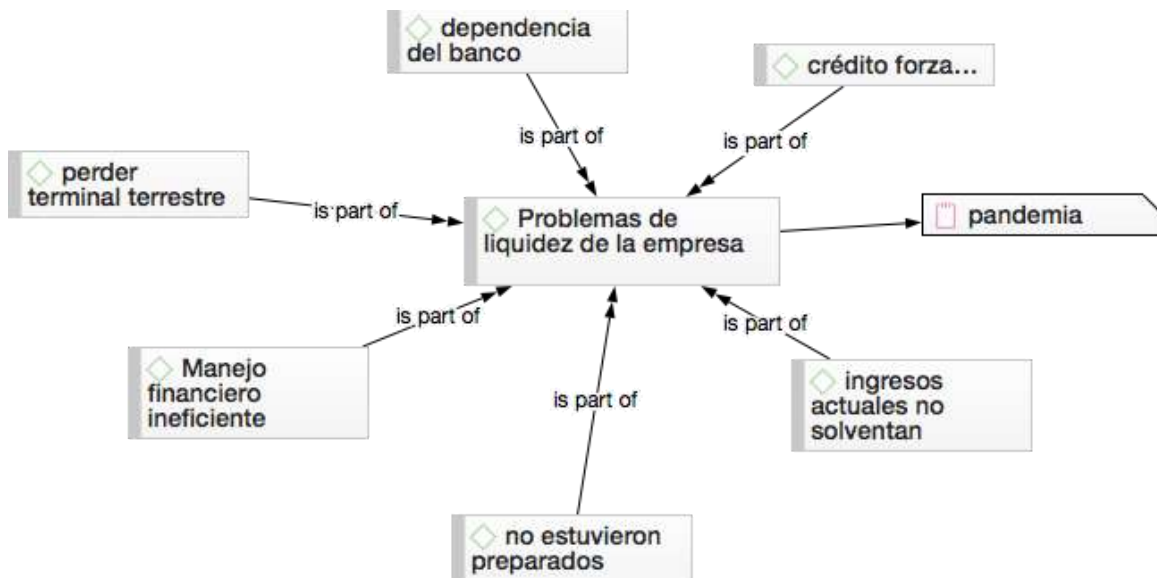 dependencia
del banco
crédito forza...
is part of
is part of
perder
terminal terrestre
is part of
Problemas de
liquidez de la empresa
pandemia
is part of
is part of
Manejo
financiero
ineficiente
ingresos
actuales no
solventan
is part of
no estuvieron
preparados